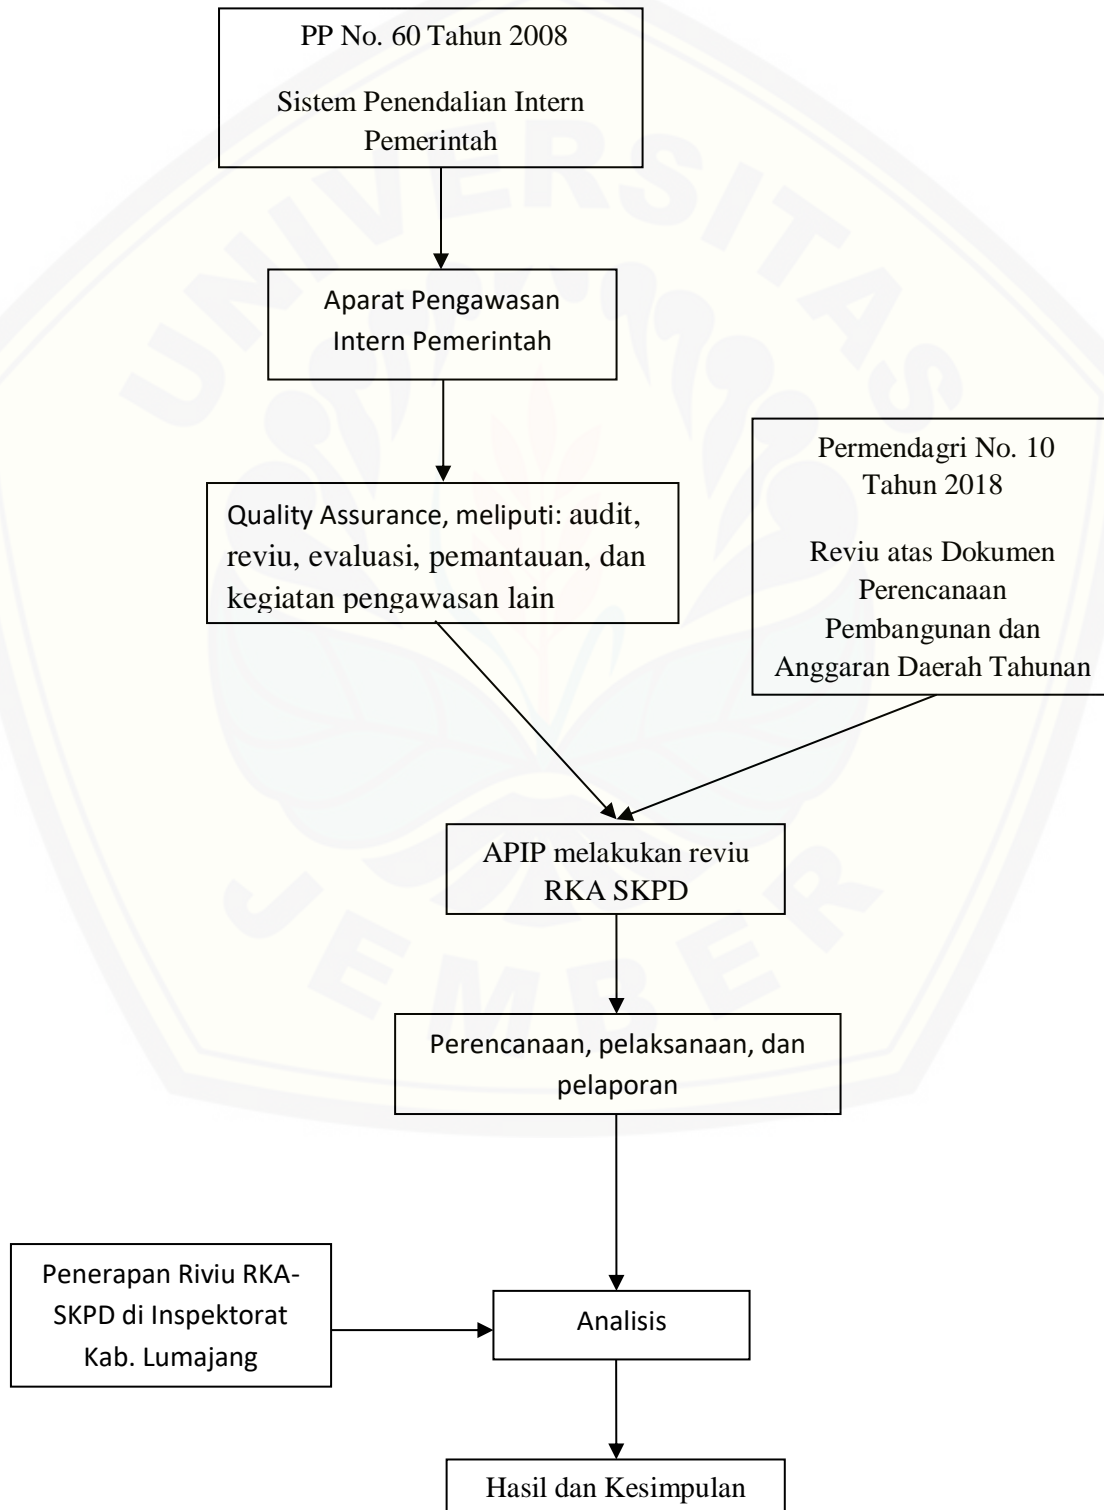 PP No. 60 Tahun 2008
Sistem Penendalian Intern
Pemerintah
Aparat Pengawasan
Intern Pemerintah
Quality Assurance, meliputi: audit,
reviu, evaluasi, pemantauan, dan
kegiatan pengawasan lain
Permendagri No. 10
Tahun 2018
Reviu atas Dokumen
Perencanaan
Pembangunan dan
Anggaran Daerah Tahunan
APIP melakukan reviu
RKA SKPD
Perencanaan, pelaksanaan, dan
pelaporan
Penerapan Riviu RKA-
SKPD di Inspektorat
Kab. Lumajang
Analisis
Hasil dan Kesimpulan
UNIVERSITAS
JEMBER